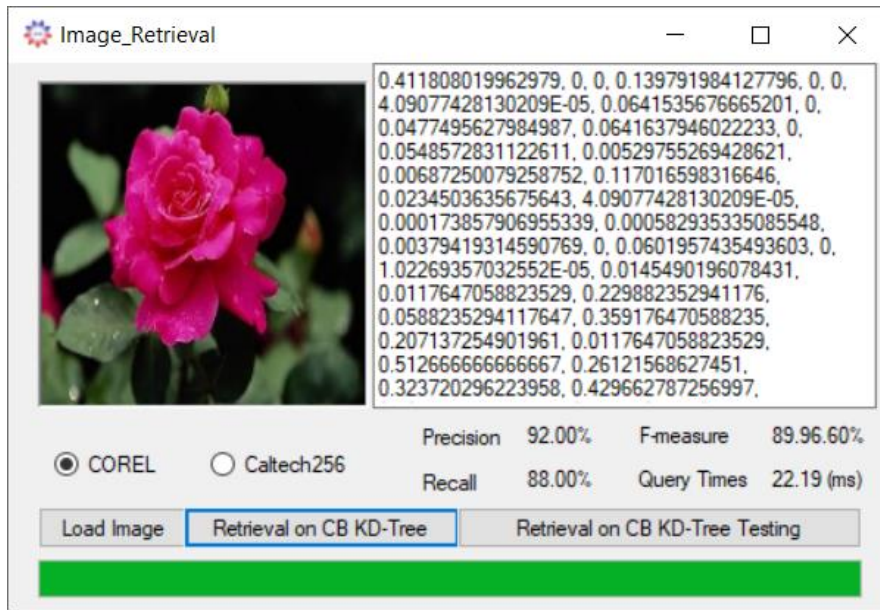 Image_Retrieval
0.411808019962979, 0, 0, 0.139791984127796, 0, 0,
4.09077428130209E-05, 0.0641535676665201, 0,
0.0477495627984987, 0.0641637946022233, 0,
0.0548572831122611, 0.00529755269428621,
0.00687250079258752, 0.117016598316646,
0.0234503635675643, 4.09077428130209E-05,
0.000173857906955339, 0.000582935335085548,
0.00379419314590769, 0, 0.0601957435493603, 0,
1.02269357032552E-05, 0.0145490196078431,
0.0117647058823529, 0.229882352941176,
0.0588235294117647, 0.359176470588235,
0.207137254901961, 0.0117647058823529,
0.512666666666667, 0.26121568627451,
0.323720296223958, 0.429662787256997,
COREL
Caltech256
Precision 92.00% F-measure 89.96.60%
Recall 88.00% Query Times 22.19 (ms)
Load Image Retrieval on CB KD-Tree Retrieval on CB KD-Tree Testing